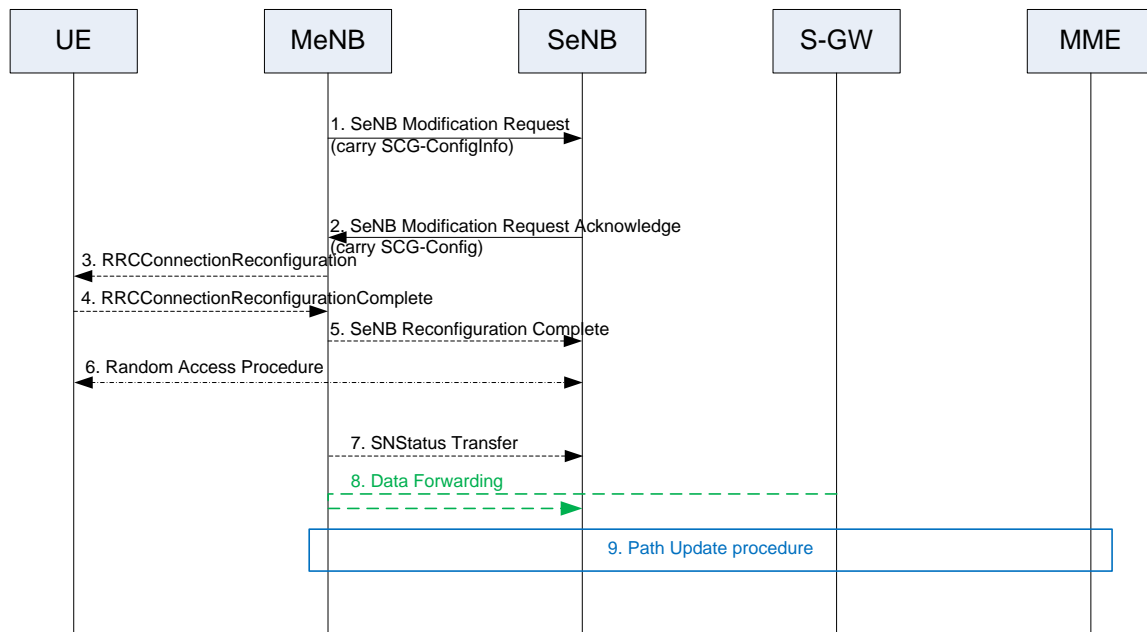 UE
MeNB
SeNB
S-GW
MME
1. SeNB Modification Request
(carry SCG-ConfigInfo)
2. SeNB Modification Request Acknowledge
(carry SCG-Config)
3. RRCConnectionReconfiguration
4. RRCConnectionReconfigurationComplete
5. SeNB Reconfiguration Complete
6. Random Access Procedure
7. SNStatus Transfer
8. Data Forwarding
9. Path Update procedure